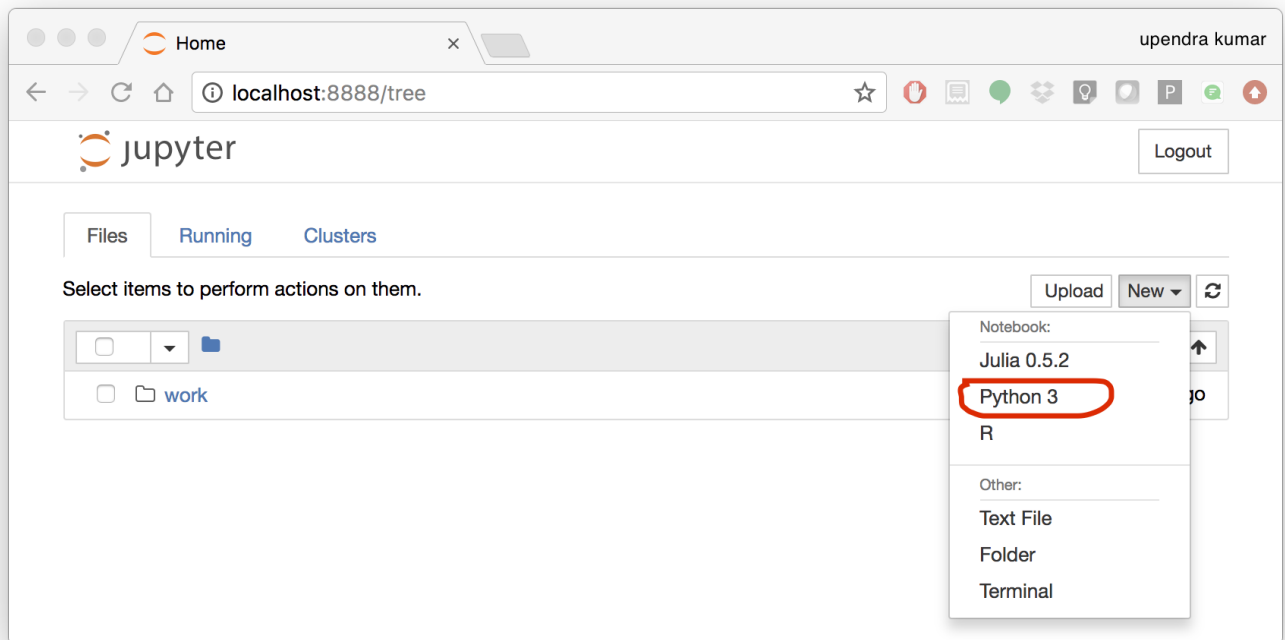 Home
upendra kumar
localhost:8888/tree
P
jupyter
Logout
Files Running Clusters
Select items to perform actions on them.
Upload New
Notebook:
Julia 0.5.2
work
Python 3
go
R
Other:
Text File
Folder
Terminal